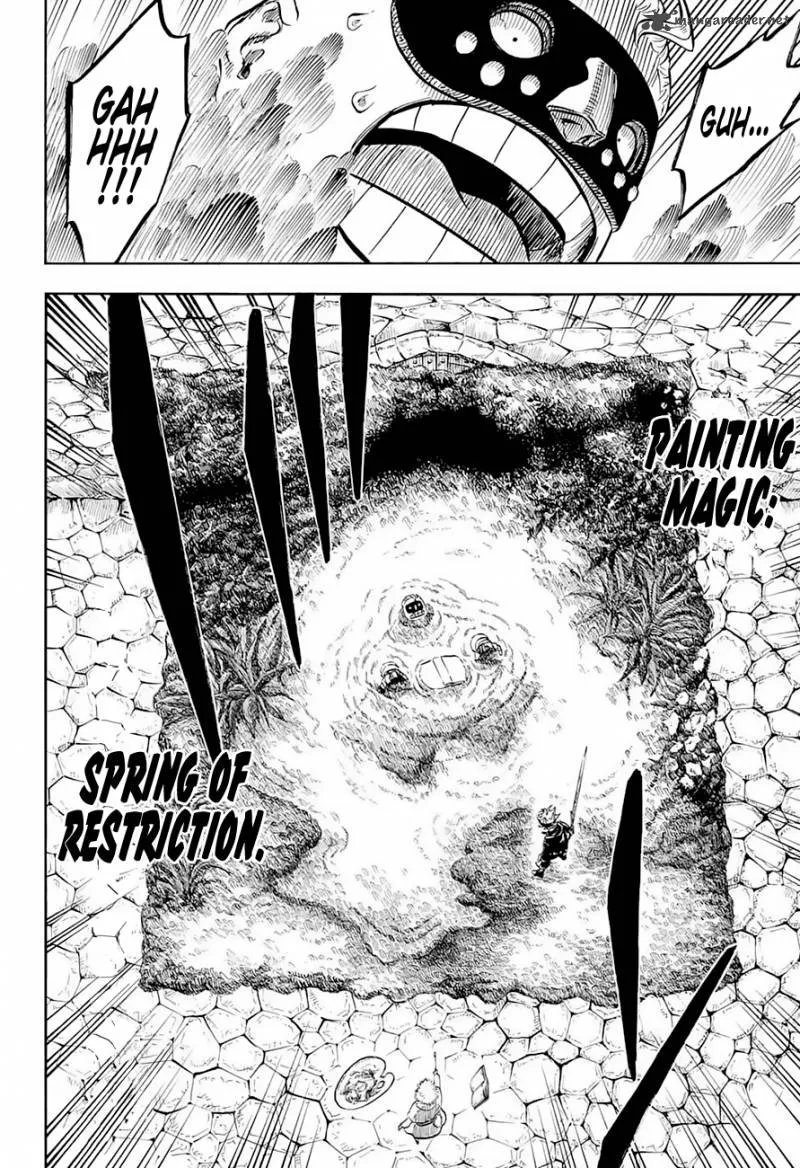 mangareader.net
GUH...
GAH
HHH
!!!
PAINTING
MAGIC:
SPRING OF
RESTRICTION.